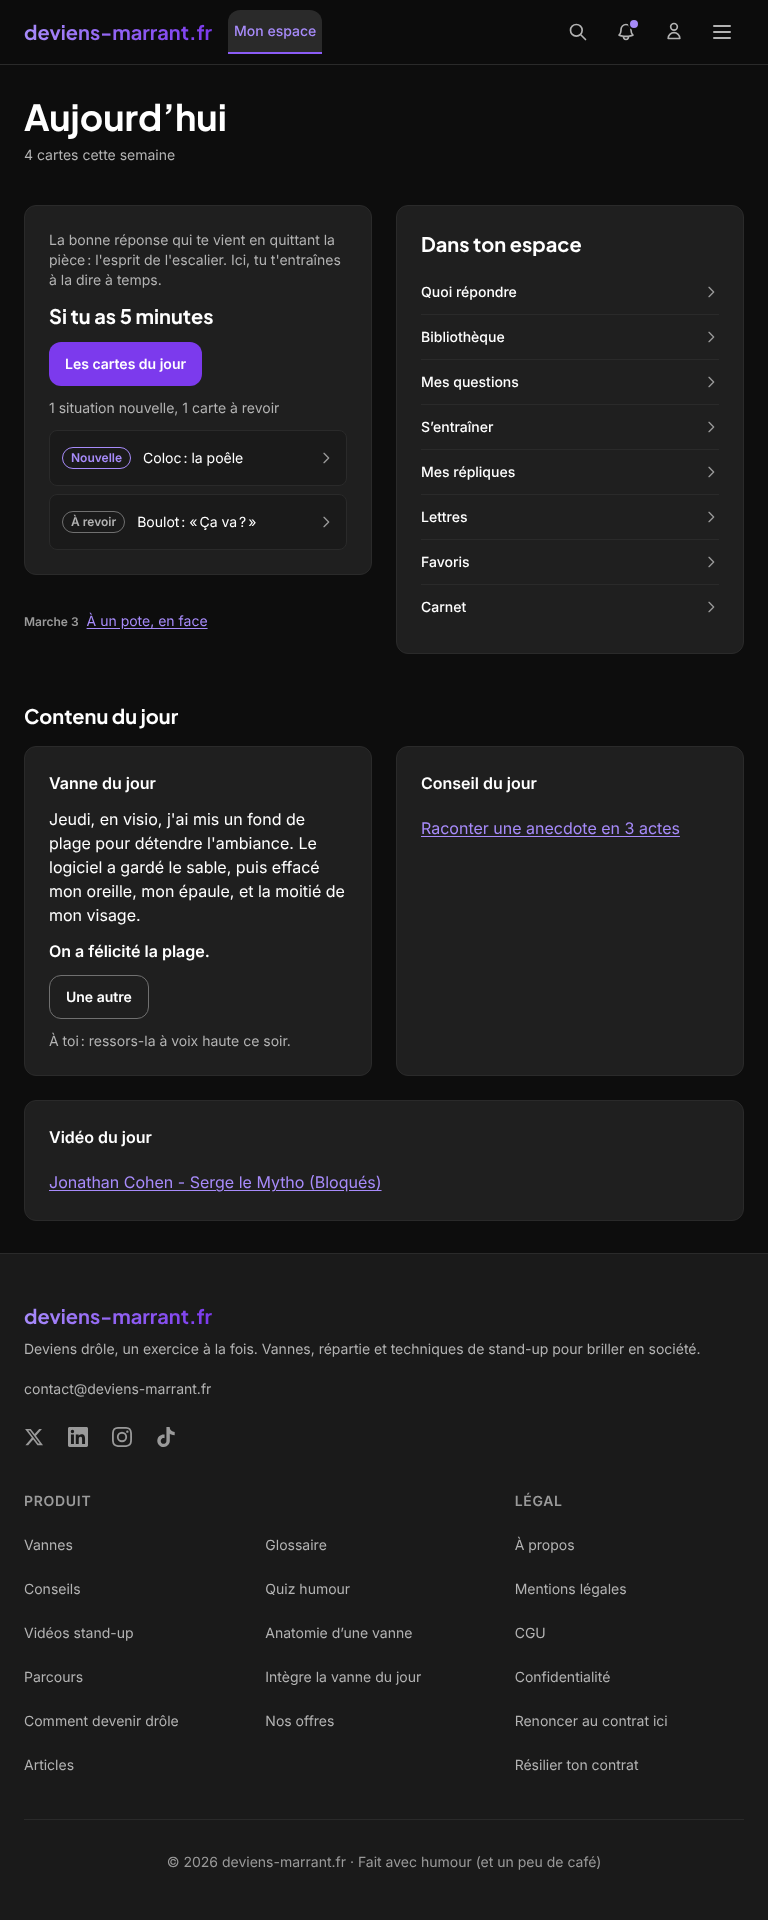 deviens-marrant.fr
Mon espace
Aujourd’hui
4 cartes cette semaine
La bonne réponse qui te vient en quittant la
pièce : l'esprit de l'escalier. Ici, tu t'entraînes
à la dire à temps.
Si tu as 5 minutes
Les cartes du jour
1 situation nouvelle, 1 carte à revoir
Nouvelle Coloc : la poêle
À revoir Boulot : « Ça va ? »
Marche 3 À un pote, en face
Dans ton espace
Quoi répondre
Bibliothèque
Mes questions
S’entraîner
Mes répliques
Lettres
Favoris
Carnet
Contenu du jour
Vanne du jour
Jeudi, en visio, j'ai mis un fond de
plage pour détendre l'ambiance. Le
logiciel a gardé le sable, puis effacé
mon oreille, mon épaule, et la moitié de
mon visage.
On a félicité la plage.
Une autre
À toi : ressors-la à voix haute ce soir.
Conseil du jour
Raconter une anecdote en 3 actes
Vidéo du jour
Jonathan Cohen - Serge le Mytho (Bloqués)
deviens-marrant.fr
Deviens drôle, un exercice à la fois. Vannes, répartie et techniques de stand-up pour briller en société.
contact@deviens-marrant.fr
PRODUIT
Vannes
Conseils
Vidéos stand-up
Parcours
Comment devenir drôle
Articles
Glossaire
Quiz humour
Anatomie d’une vanne
Intègre la vanne du jour
Nos offres
LÉGAL
À propos
Mentions légales
CGU
Confidentialité
Renoncer au contrat ici
Résilier ton contrat
© 2026 deviens-marrant.fr · Fait avec humour (et un peu de café)